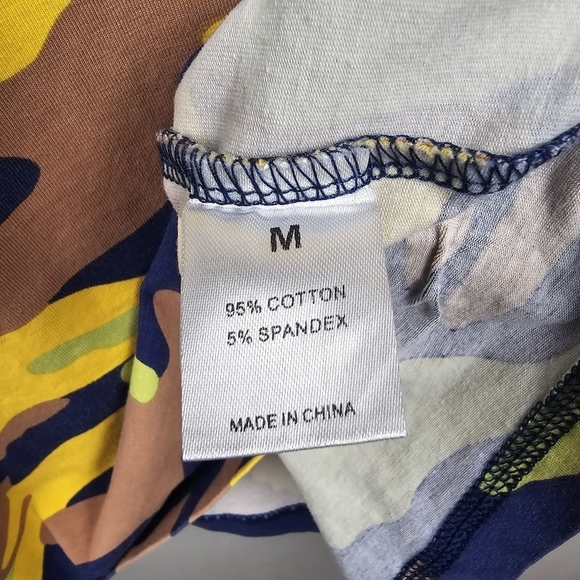 M
95% COTTON
5% SPANDEX
MADE IN CHINA